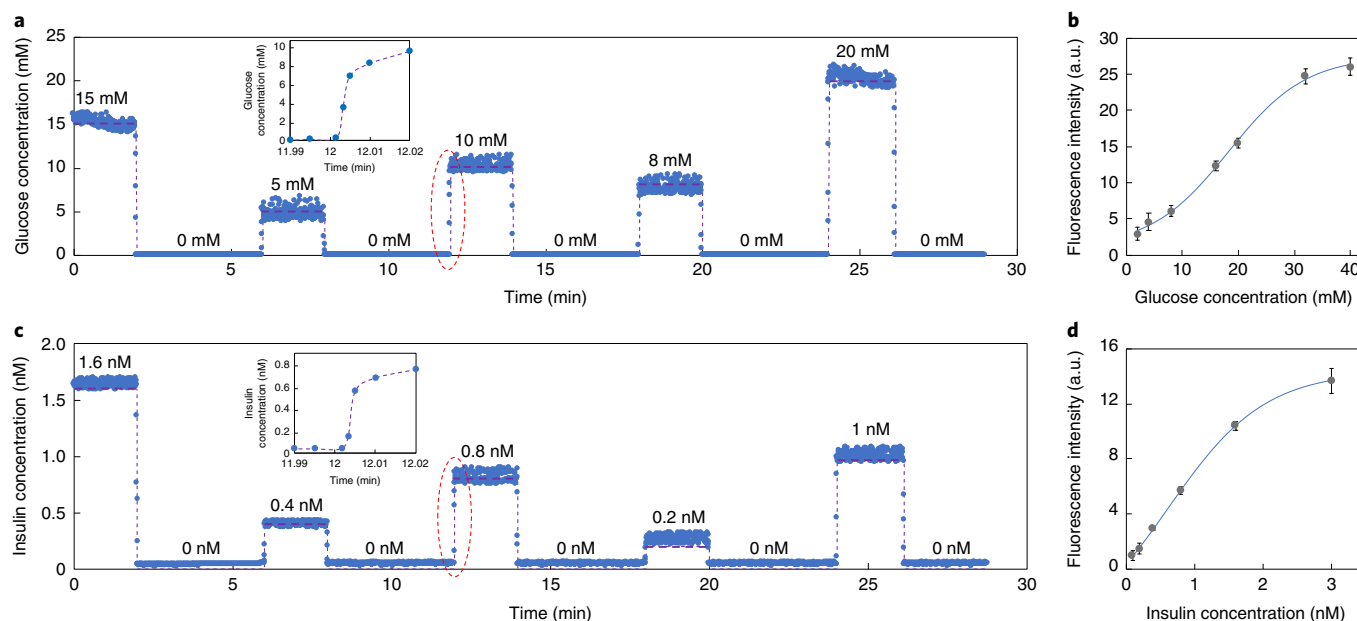 a
Glucose concentration (mM)
25
20
15
10
5
0
15 mM
0 mM
5 mM
0 mM
10 mM
0 mM
8 mM
0 mM
20 mM
0 mM
0
5
10
15
20
25
30
Time (min)
Glucose
concentration (mM)
10
8
6
4
2
0
11.99
12
12.01
12.02
Time (min)
b
Fluorescence intensity (a.u.)
30
25
20
15
10
5
0
0
10
20
30
40
Glucose concentration (mM)
c
Insulin concentration (nM)
2.0
1.5
1.0
0.5
0
1.6 nM
0 nM
0.4 nM
0 nM
0.8 nM
0 nM
0.2 nM
0 nM
1 nM
0 nM
0
5
10
15
20
25
30
Time (min)
Insulin
concentration (nM)
0.8
0.6
0.4
0.2
0
11.99
12
12.01
12.02
Time (min)
d
Fluorescence intensity (a.u.)
16
12
8
4
0
0
1
2
3
Insulin concentration (nM)